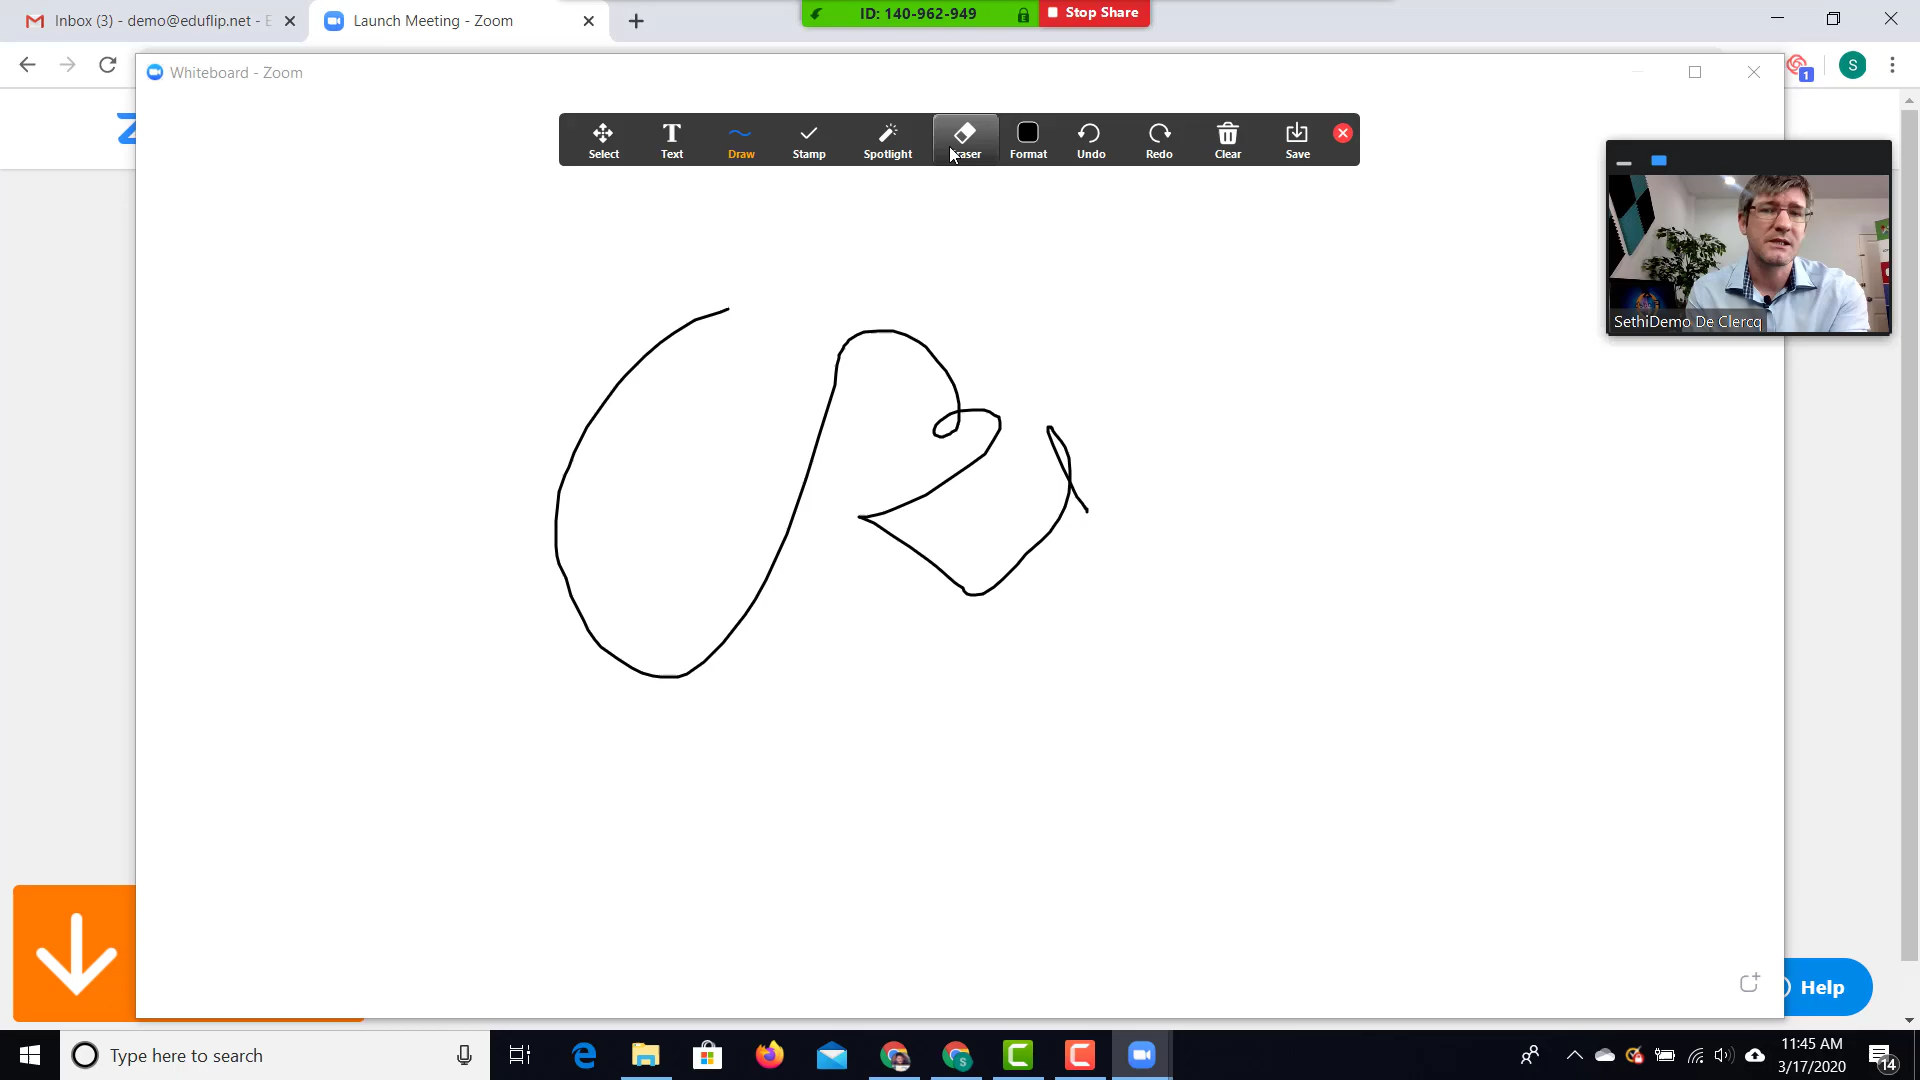 Inbox (3) - demo@eduflip.net - E
Launch Meeting - Zoom
ID: 140-962-949
Stop Share
S
1
Whiteboard - Zoom
Select
Text
Draw
Stamp
Spotlight
Eraser
Format
Undo
Redo
Clear
Save
SethiDemo De Clercq
Help
Type here to search
11:45 AM
3/17/2020
14